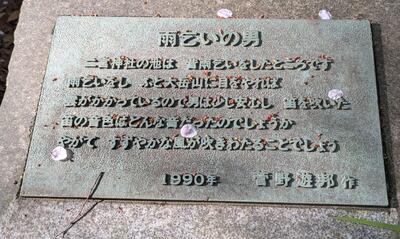 雨乞いの男
二宮神社の池は 昔雨乞いをしたところです
雨乞いをし ふと大岳山に目をやれば
雲がかかっているので男は少し安心し 笛を吹いた
笛の音色はどんな音だったのでしょうか
やがて すずやかな風が吹きわたることでしょう
1990年 菅野遊邦 作